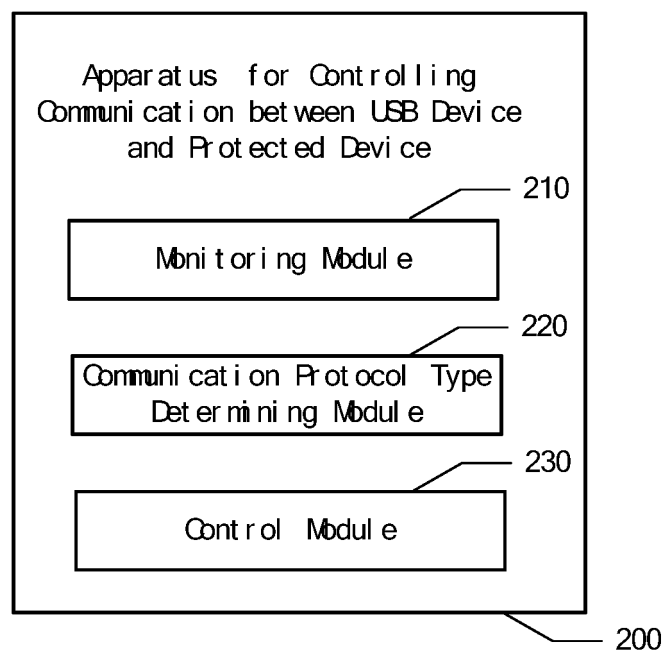 Apparatus for Controlling
Communication between USB Device
and Protected Device
210
Monitoring Module
220
Communication Protocol Type
Determining Module
230
Control Module
200